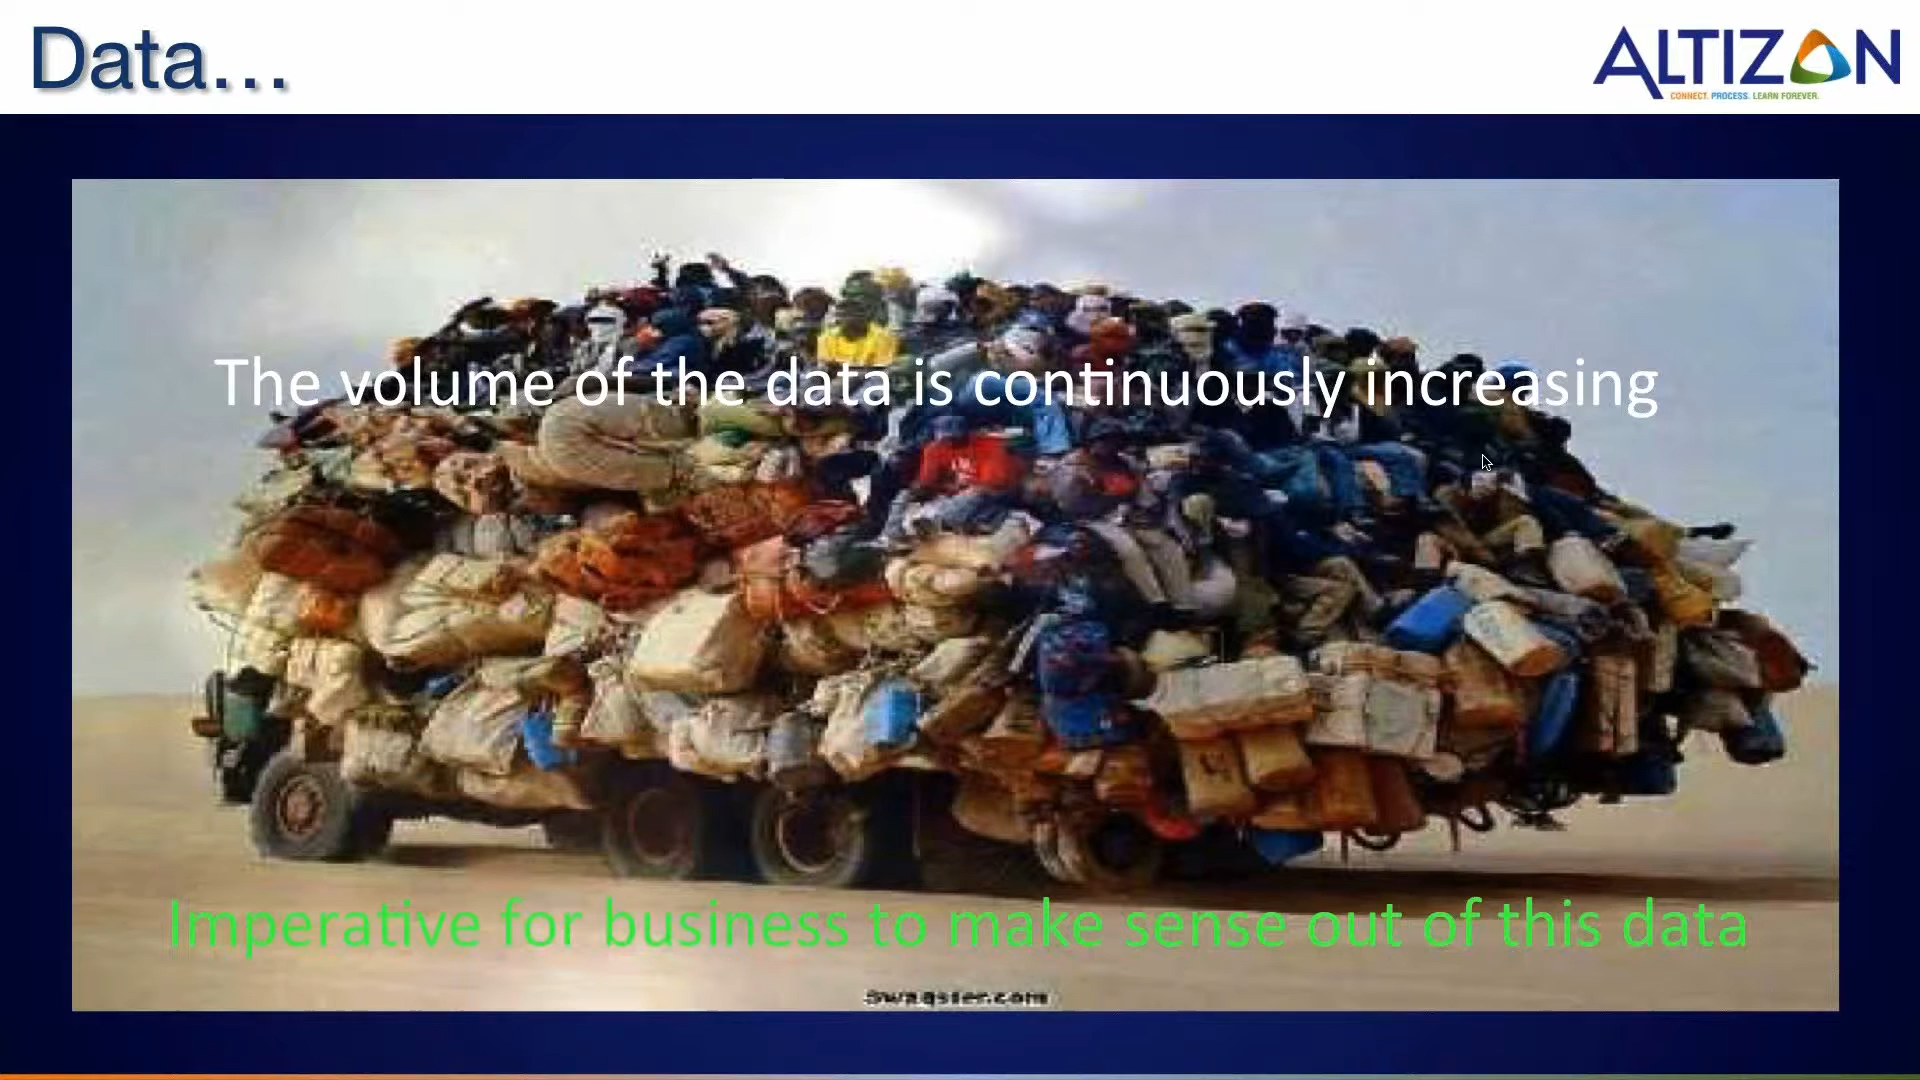 Data...
ALTIZON
CONNECT. PROCESS. LEARN FOREVER.
The volume of the data is continuously increasing
Imperative for business to make sense out of this data